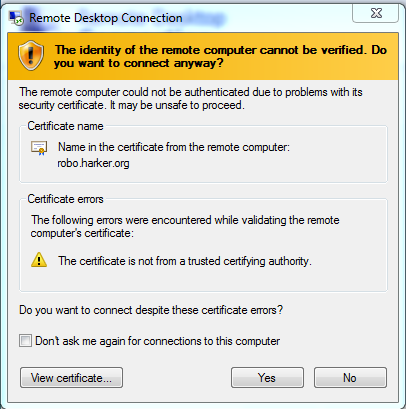 Remote Desktop Connection
The identity of the remote computer cannot be verified. Do
you want to connect anyway?
The remote computer could not be authenticated due to problems with its
security certificate. It may be unsafe to proceed.
Certificate name
Name in the certificate from the remote computer:
robo.harker.org
Certificate errors
The following errors were encountered while validating the remote
computer's certificate:
The certificate is not from a trusted certifying authority.
Do you want to connect despite these certificate errors?
Don't ask me again for connections to this computer
View certificate...
Yes
No